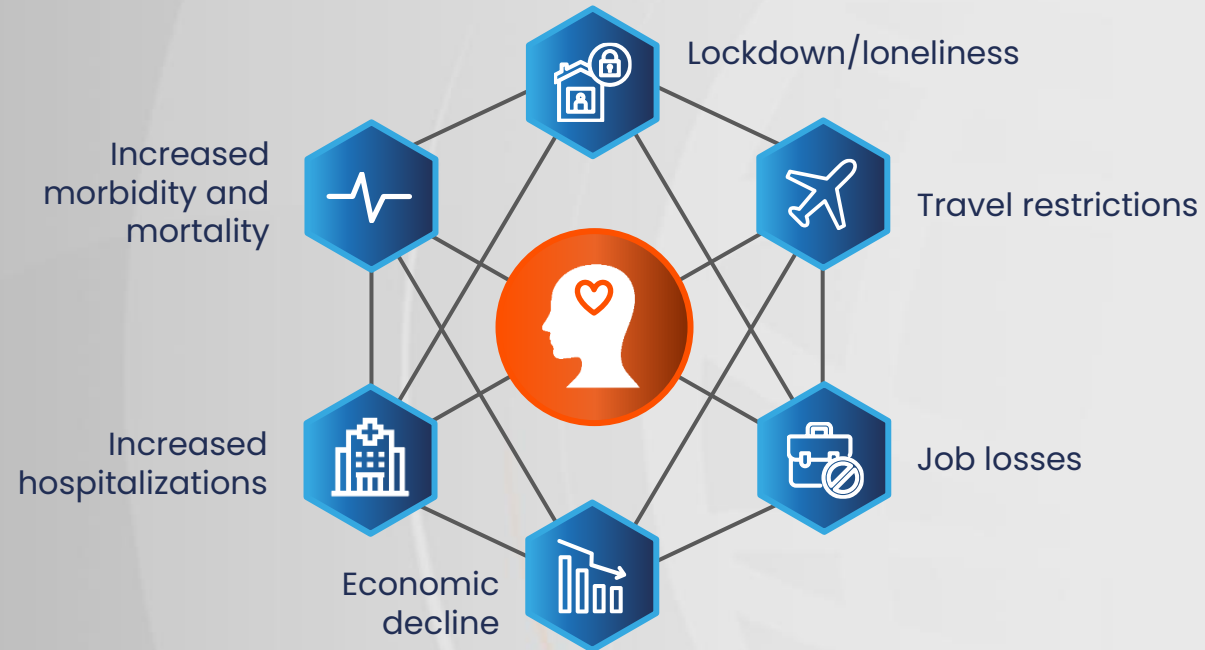 Lockdown/loneliness
Increased
morbidity and
mortality
Travel restrictions
Increased
hospitalizations
Job losses
Economic
decline